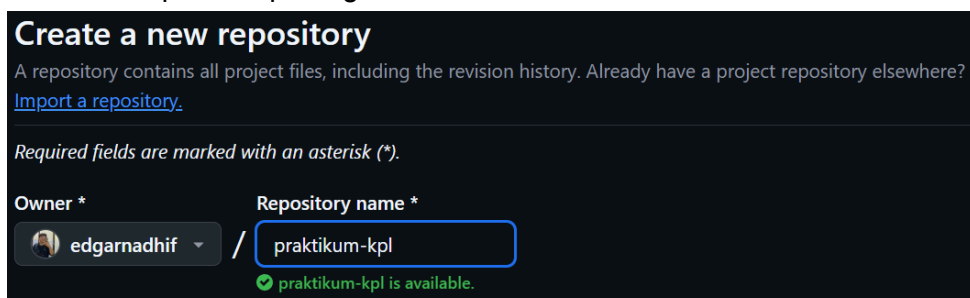 Create a new repository
A repository contains all project files, including the revision history. Already have a project repository elsewhere?
Import a repository.
Required fields are marked with an asterisk (*).
Owner *
Repository name *
edgarnadhif / praktikum-kpl
praktikum-kpl is available.